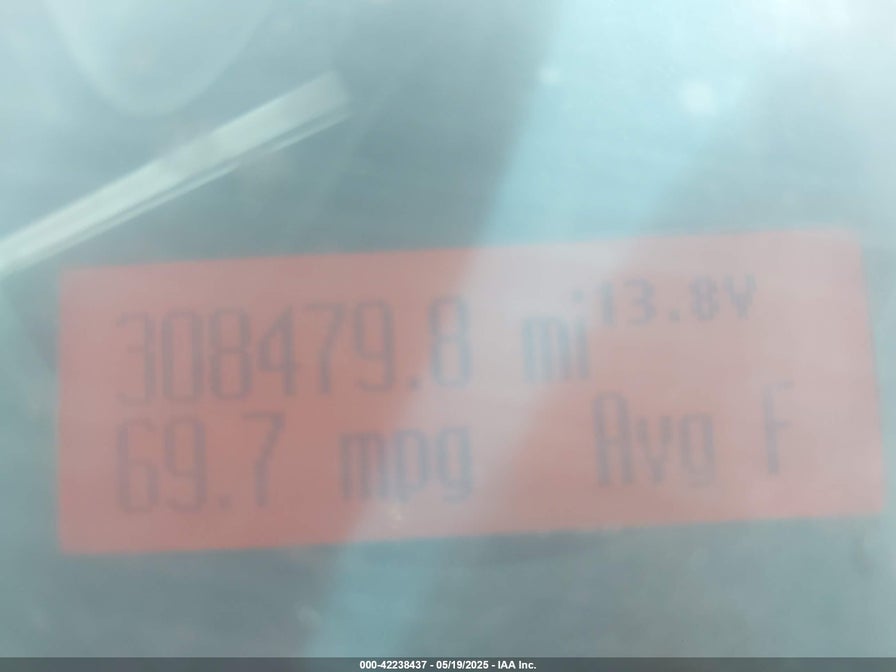 308479.8 mi 13.8V
69.7 mpg Avg F
000-42238437 - 05/19/2025 - IAA Inc.